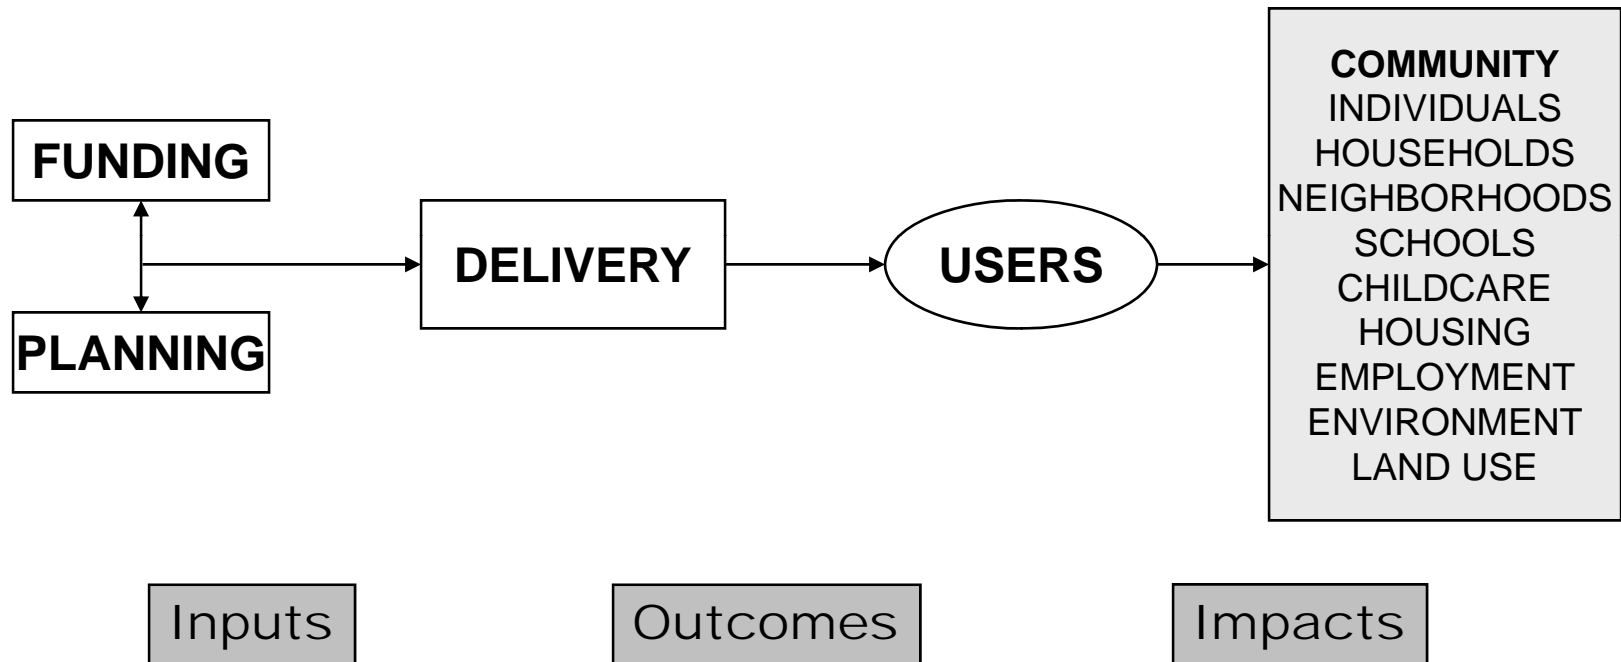 FUNDING
PLANNING
DELIVERY
USERS
COMMUNITY
INDIVIDUALS
HOUSEHOLDS
NEIGHBORHOODS
SCHOOLS
CHILDCARE
HOUSING
EMPLOYMENT
ENVIRONMENT
LAND USE
Inputs
Outcomes
Impacts